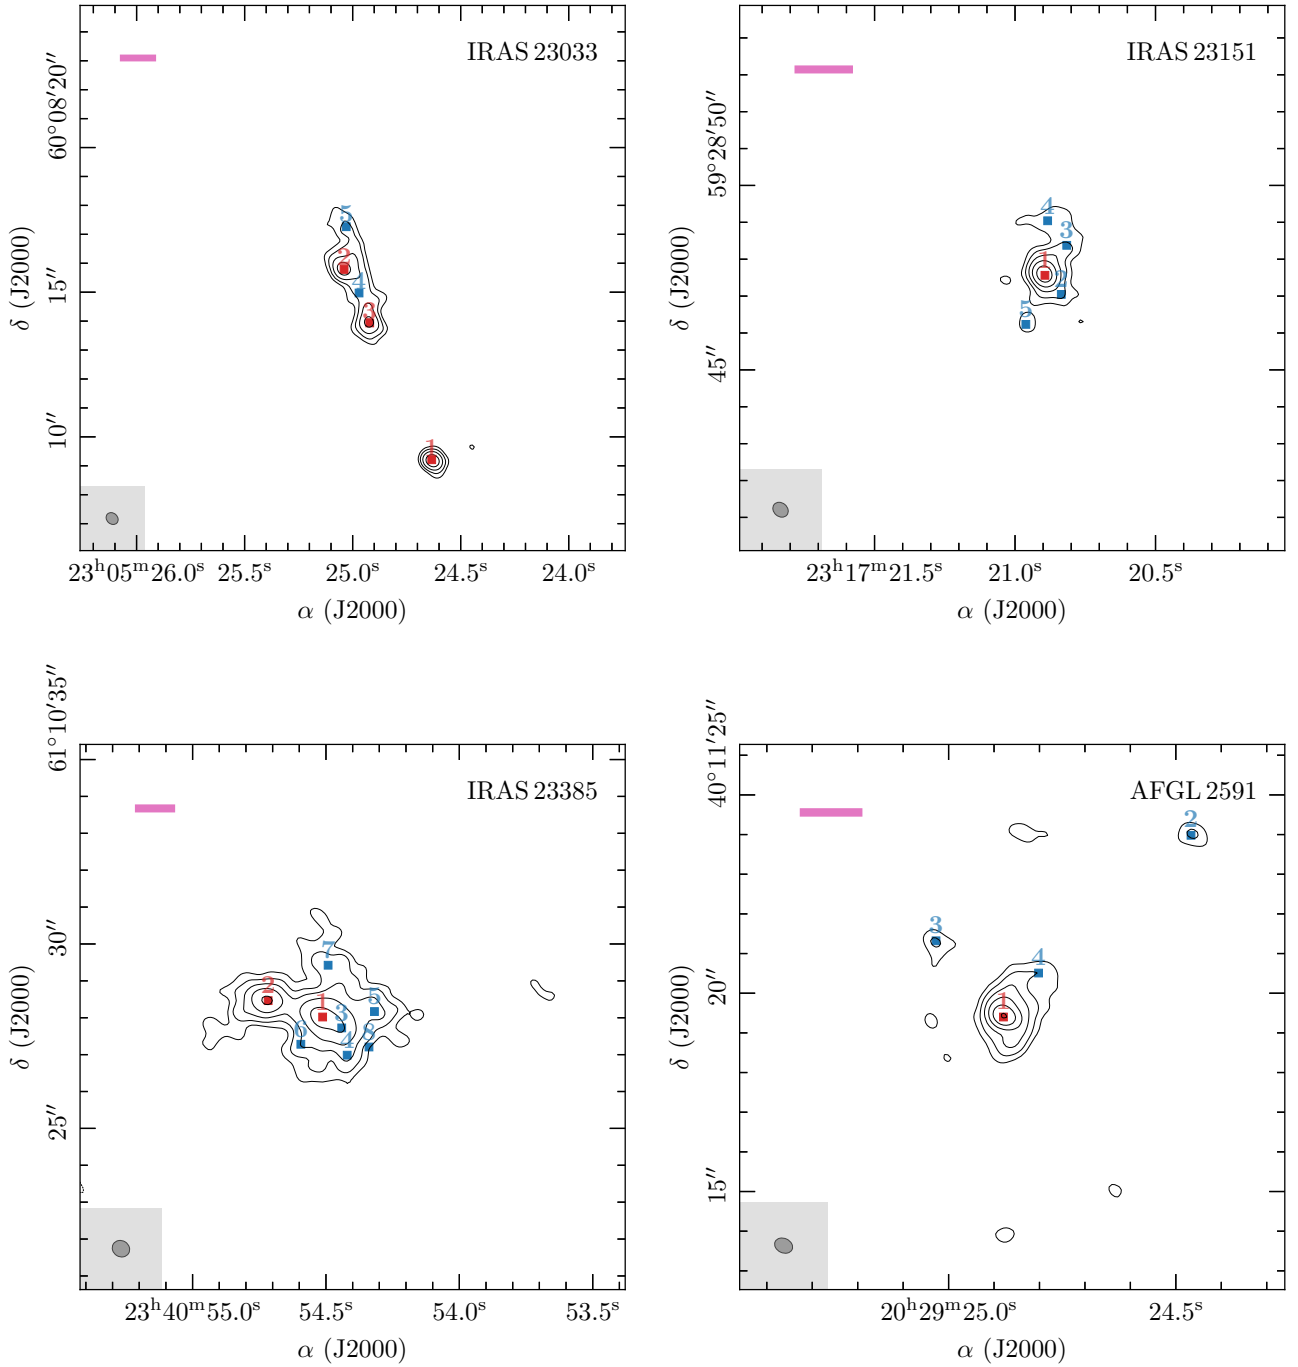 IRAS 23033
60°08′20″
15″
10″
δ (J2000)
5
2
4
3
1
23ʰ05ᵐ26.0ˢ 25.5ˢ 25.0ˢ 24.5ˢ 24.0ˢ
α (J2000)
IRAS 23151
59°28′50″
45″
δ (J2000)
4
3
1
2
5
23ʰ17ᵐ21.5ˢ 21.0ˢ 20.5ˢ
α (J2000)
IRAS 23385
61°10′35″
30″
25″
δ (J2000)
7
2
1
5
3
6
4
8
23ʰ40ᵐ55.0ˢ 54.5ˢ 54.0ˢ 53.5ˢ
α (J2000)
AFGL 2591
40°11′25″
20″
15″
δ (J2000)
2
3
4
1
20ʰ29ᵐ25.0ˢ 24.5ˢ
α (J2000)